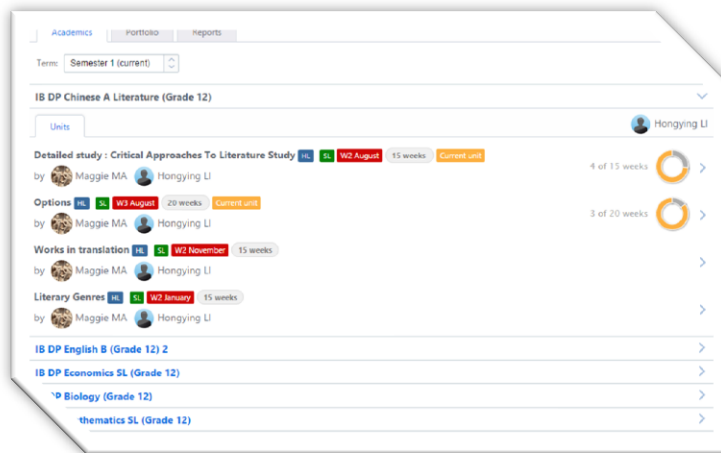 Academics Portfolio Reports
Term: Semester 1 (current)
IB DP Chinese A Literature (Grade 12)
Units Hongying LI
Detailed study : Critical Approaches To Literature Study HL SL W2 August 15 weeks Current unit
4 of 15 weeks
by Maggie MA Hongying LI
Options HL SL W3 August 20 weeks Current unit
3 of 20 weeks
by Maggie MA Hongying LI
Works in translation HL SL W2 November 15 weeks
by Maggie MA Hongying LI
Literary Genres HL SL W2 January 15 weeks
by Maggie MA Hongying LI
IB DP English B (Grade 12) 2
IB DP Economics SL (Grade 12)
DP Biology (Grade 12)
thematics SL (Grade 12)